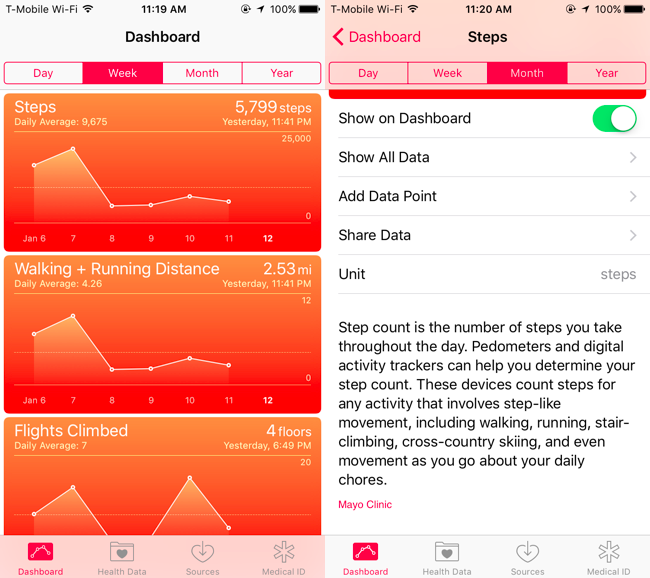 T-Mobile Wi-Fi 11:19 AM 100%
Dashboard
Day Week Month Year
Steps 5,799 steps
Daily Average: 9,675 Yesterday, 11:41 PM
25,000
0
Jan 6 7 8 9 10 11 12
Walking + Running Distance 2.53 mi
Daily Average: 4.26 Yesterday, 11:41 PM
12
0
Jan 6 7 8 9 10 11 12
Flights Climbed 4 floors
Daily Average: 7 Yesterday, 6:49 PM
20
Dashboard Health Data Sources Medical ID
T-Mobile Wi-Fi 11:20 AM 100%
Dashboard Steps
Day Week Month Year
Show on Dashboard
Show All Data
Add Data Point
Share Data
Unit steps
Step count is the number of steps you take
throughout the day. Pedometers and digital
activity trackers can help you determine your
step count. These devices count steps for
any activity that involves step-like
movement, including walking, running, stair-
climbing, cross-country skiing, and even
movement as you go about your daily
chores.
Mayo Clinic
Dashboard Health Data Sources Medical ID